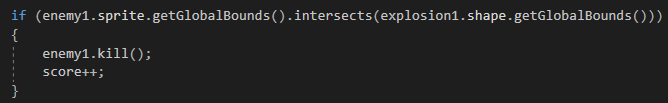 if (enemy1.sprite.getGlobalBounds().intersects(explosion1.shape.getGlobalBounds()))
{
    enemy1.kill();
    score++;
}